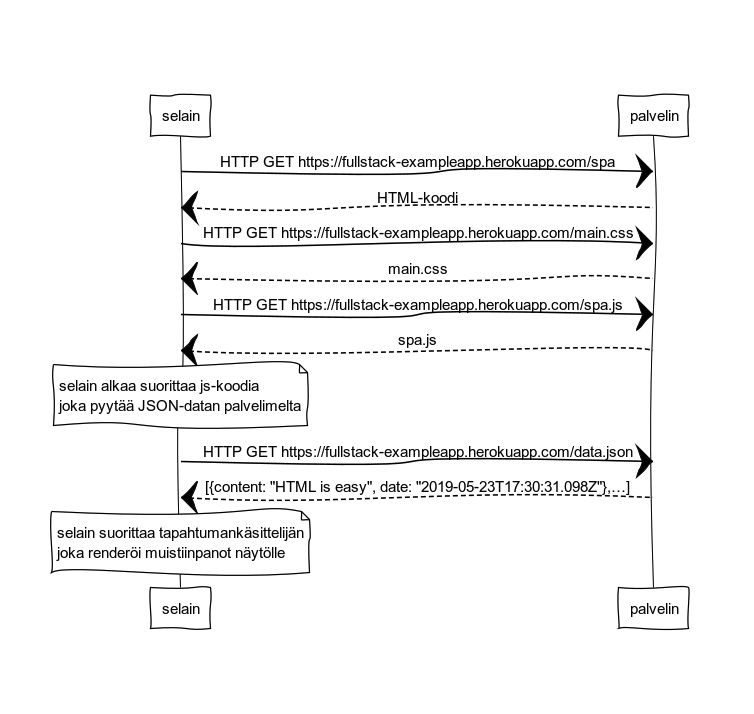 selain
palvelin
HTTP GET https://fullstack-exampleapp.herokuapp.com/spa
HTML-koodi
HTTP GET https://fullstack-exampleapp.herokuapp.com/main.css
main.css
HTTP GET https://fullstack-exampleapp.herokuapp.com/spa.js
spa.js
selain alkaa suorittaa js-koodia
joka pyytää JSON-datan palvelimelta
HTTP GET https://fullstack-exampleapp.herokuapp.com/data.json
[{content: "HTML is easy", date: "2019-05-23T17:30:31.098Z"},...]
selain suorittaa tapahtumankäsittelijän
joka renderöi muistiinpanot näytölle
selain
palvelin